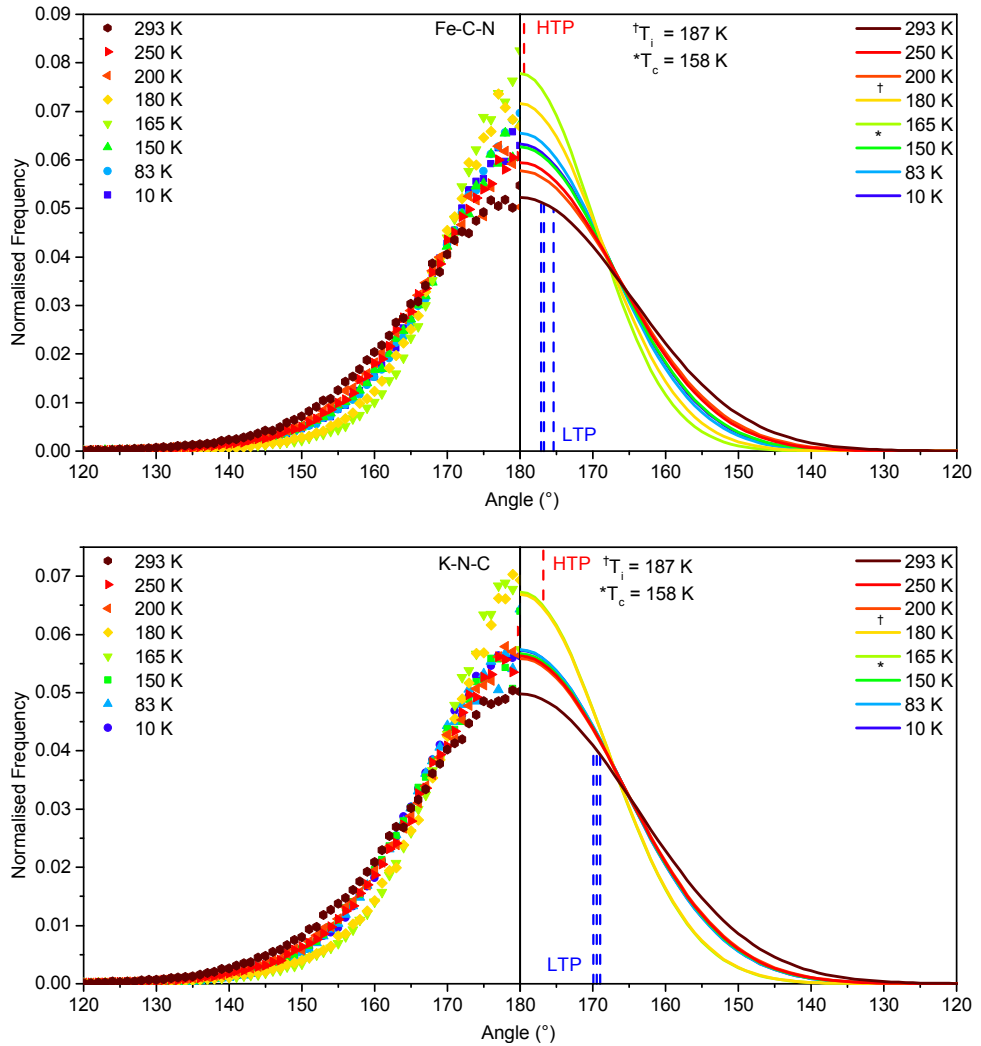 Fe-C-N
HTP
†Ti = 187 K
*Tc = 158 K
293 K
250 K
200 K
180 K
165 K
150 K
83 K
10 K
293 K
250 K
200 K
†
180 K
165 K
*
150 K
83 K
10 K
LTP
Normalised Frequency
0.09
0.08
0.07
0.06
0.05
0.04
0.03
0.02
0.01
0.00
120 130 140 150 160 170 180 170 160 150 140 130 120
Angle (°)
K-N-C
HTP
†Ti = 187 K
*Tc = 158 K
293 K
250 K
200 K
180 K
165 K
150 K
83 K
10 K
293 K
250 K
200 K
†
180 K
165 K
*
150 K
83 K
10 K
LTP
Normalised Frequency
0.07
0.06
0.05
0.04
0.03
0.02
0.01
0.00
120 130 140 150 160 170 180 170 160 150 140 130 120
Angle (°)